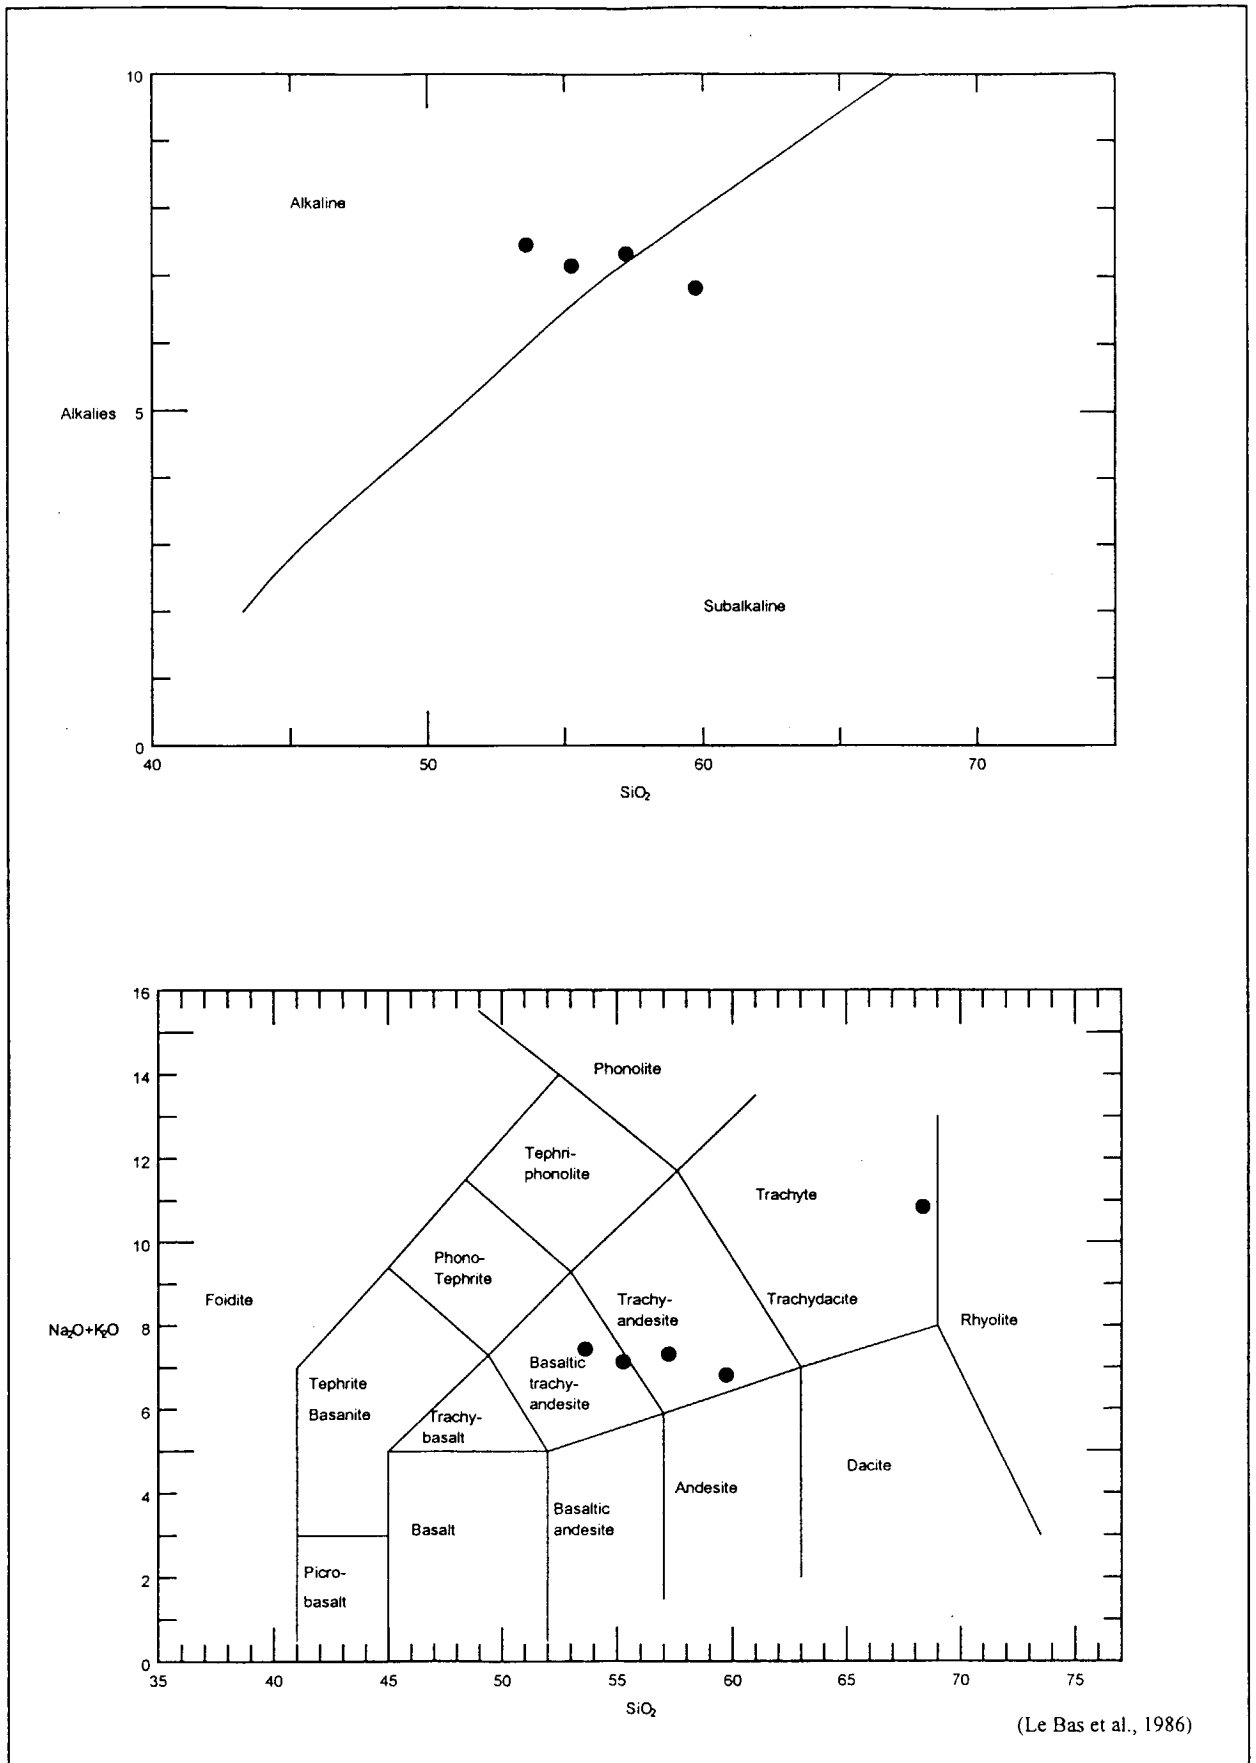 10
Alkaline
Alkalies 5
Subalkaline
0
40 50 60 70
SiO₂
16
Phonolite
14
Tephri-
phonolite
12
Trachyte
10
Phono-
Tephrite
Foidite
Trachy-
andesite
Trachydacite
Rhyolite
Na₂O+K₂O 8
Basaltic
trachy-
andesite
Tephrite
Basanite
6
Trachy-
basalt
Dacite
Andesite
4
Basaltic
andesite
Basalt
Picro-
basalt
2
0
35 40 45 50 55 60 65 70 75
SiO₂
(Le Bas et al., 1986)